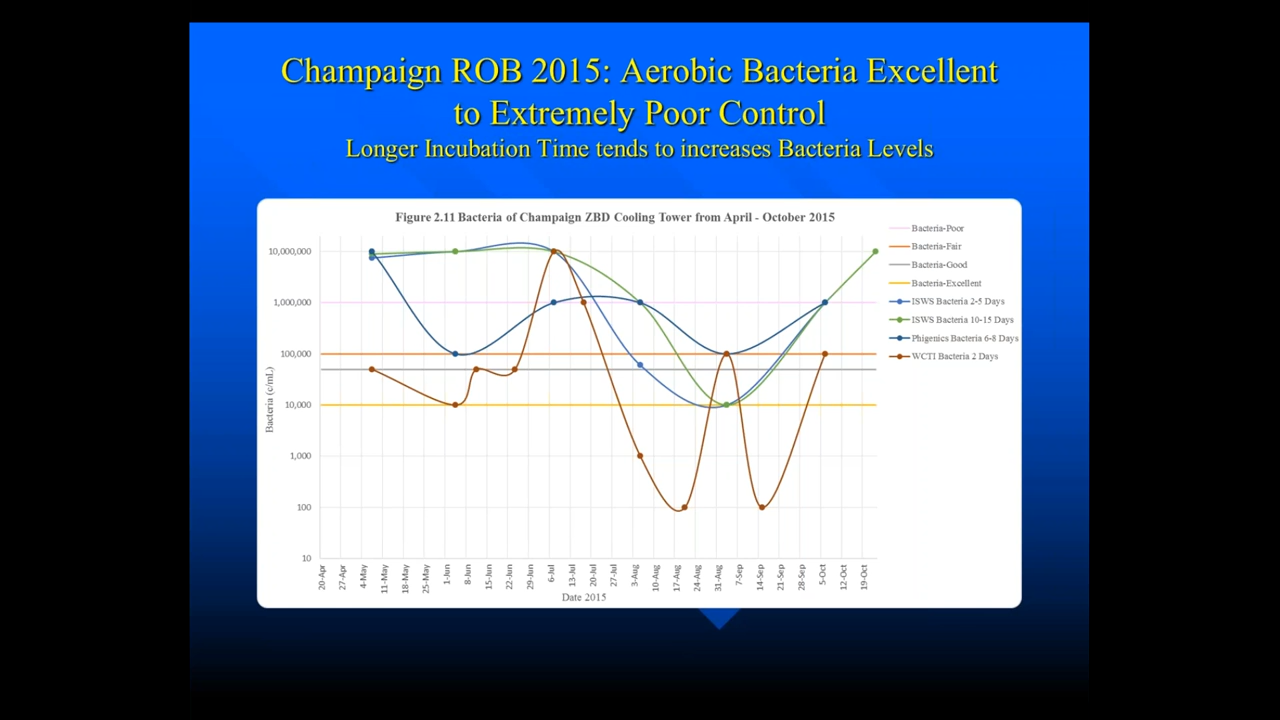 Champaign ROB 2015: Aerobic Bacteria Excellent
to Extremely Poor Control
Longer Incubation Time tends to increases Bacteria Levels
Figure 2.11 Bacteria of Champaign ZBD Cooling Tower from April - October 2015
Bacteria-Poor
Bacteria-Fair
Bacteria-Good
Bacteria-Excellent
ISWS Bacteria 2-5 Days
ISWS Bacteria 10-15 Days
Phigenics Bacteria 6-8 Days
WCTI Bacteria 2 Days
Bacteria (c/mL)
10,000,000
1,000,000
100,000
10,000
1,000
100
10
20-Apr
27-Apr
4-May
11-May
18-May
25-May
1-Jun
8-Jun
15-Jun
22-Jun
29-Jun
6-Jul
13-Jul
20-Jul
27-Jul
3-Aug
10-Aug
17-Aug
24-Aug
31-Aug
7-Sep
14-Sep
21-Sep
28-Sep
5-Oct
12-Oct
19-Oct
Date 2015